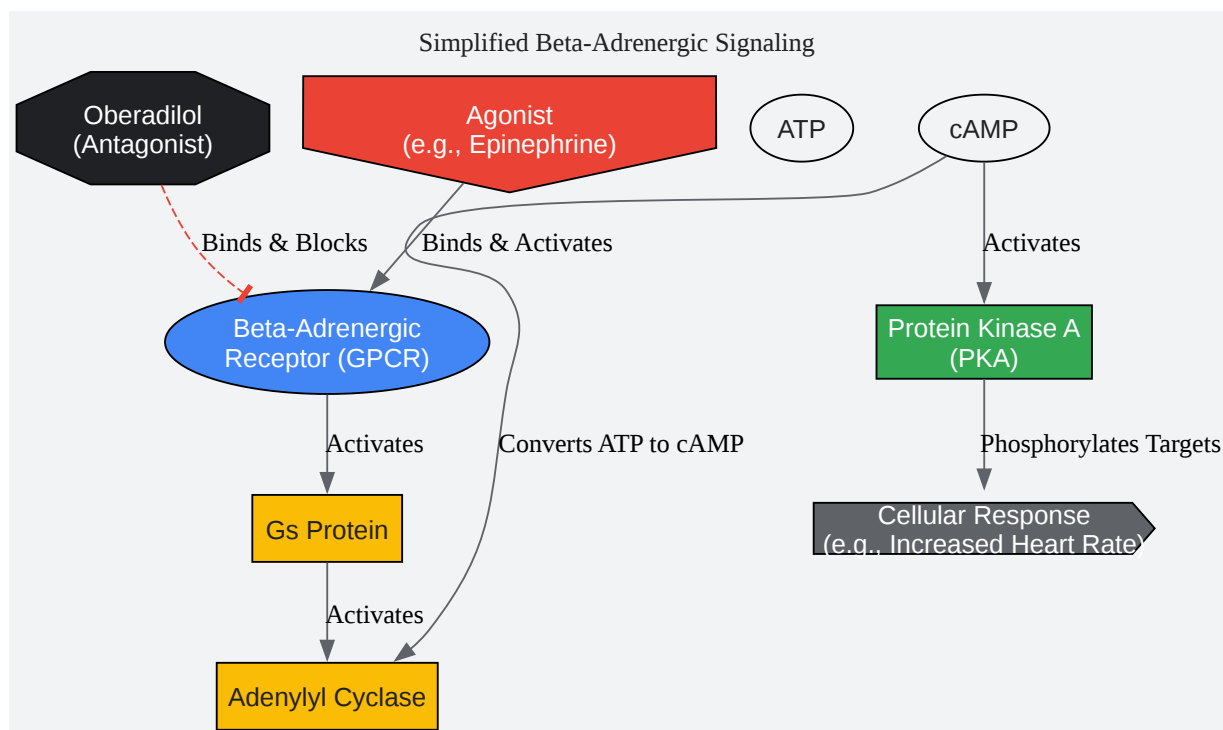 Simplified Beta-Adrenergic Signaling
Oberadilol
(Antagonist)
Agonist
(e.g., Epinephrine)
ATP
cAMP
Binds & Blocks
Binds & Activates
Activates
Beta-Adrenergic
Receptor (GPCR)
Protein Kinase A
(PKA)
Activates
Converts ATP to cAMP
Phosphorylates Targets
Gs Protein
Cellular Response
(e.g., Increased Heart Rate)
Activates
Adenylyl Cyclase